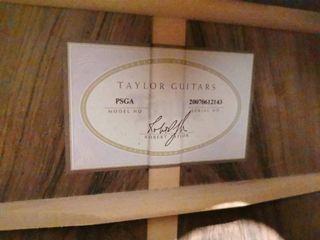 TAYLOR GUITARS
PSGA 20070612143
MODEL NO. SERIAL NO.
ROBERT TAYLOR